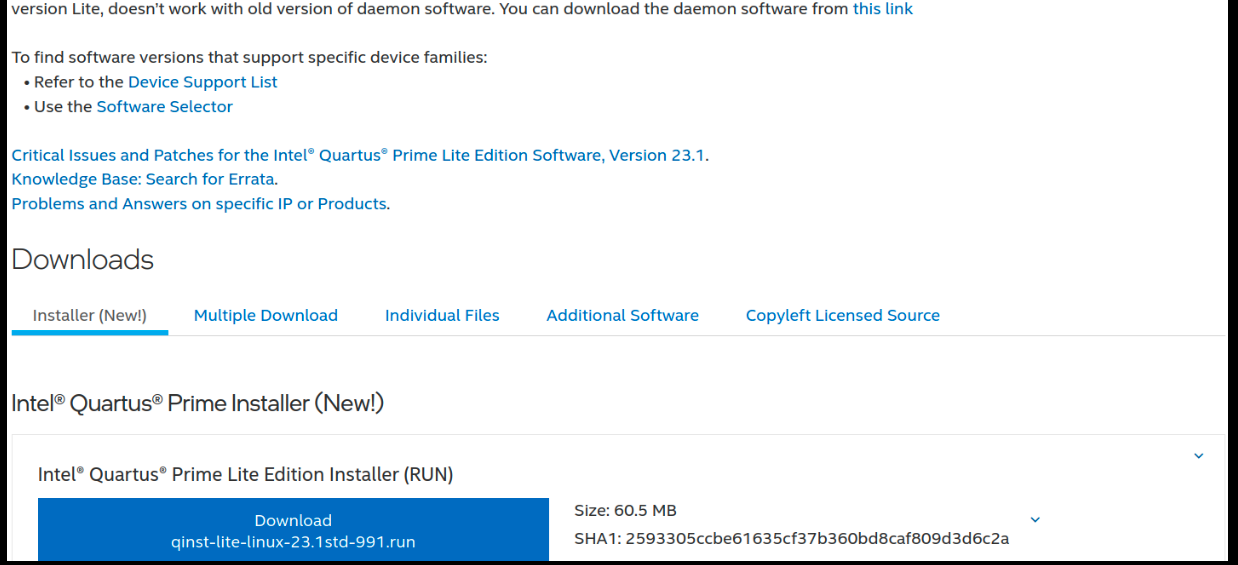 version Lite, doesn't work with old version of daemon software. You can download the daemon software from this link
To find software versions that support specific device families:
• Refer to the Device Support List
• Use the Software Selector
Critical Issues and Patches for the Intel® Quartus® Prime Lite Edition Software, Version 23.1.
Knowledge Base: Search for Errata.
Problems and Answers on specific IP or Products.
Downloads
Installer (New!) Multiple Download Individual Files Additional Software Copyleft Licensed Source
Intel® Quartus® Prime Installer (New!)
Intel® Quartus® Prime Lite Edition Installer (RUN)
Download
qinst-lite-linux-23.1std-991.run
Size: 60.5 MB
SHA1: 2593305ccbe61635cf37b360bd8caf809d3d6c2a